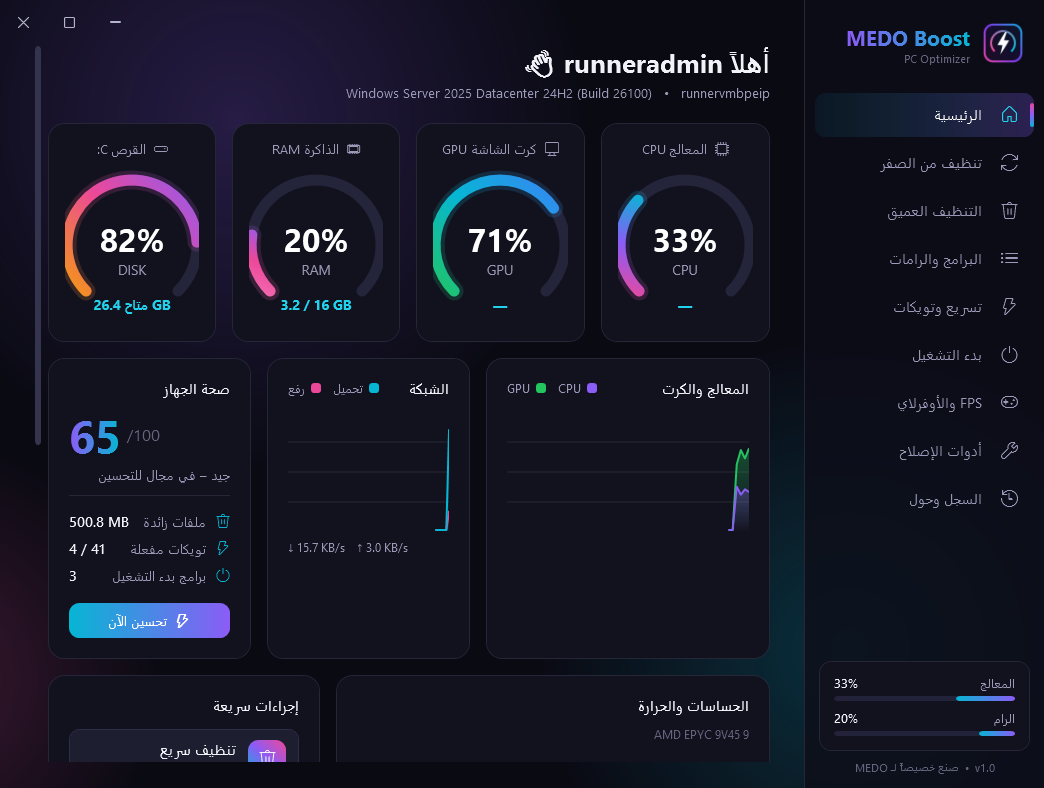 MEDO Boost
PC Optimizer
الرئيسية
تنظيف من الصفر
التنظيف العميق
البرامج والرامات
تسريع وتويكات
بدء التشغيل
FPS والأوفرلاي
أدوات الإصلاح
السجل وحول
المعالج 33%
الرام 20%
v1.0 • صنع خصيصاً لـ MEDO
أهلاً runneradmin
runnervmbpeip • Windows Server 2025 Datacenter 24H2 (Build 26100)
المعالج CPU
33%
CPU
—
كرت الشاشة GPU
71%
GPU
—
الذاكرة RAM
20%
RAM
3.2 / 16 GB
القرص C:
82%
DISK
26.4 متاح GB
المعالج والكرت
CPU GPU
الشبكة
تحميل رفع
↓ 15.7 KB/s ↑ 3.0 KB/s
صحة الجهاز
65 /100
جيد – في مجال للتحسين
ملفات زائدة 500.8 MB
تويكات مفعلة 4 / 41
برامج بدء التشغيل 3
تحسين الآن
الحساسات والحرارة
AMD EPYC 9V45 9
إجراءات سريعة
تنظيف سريع